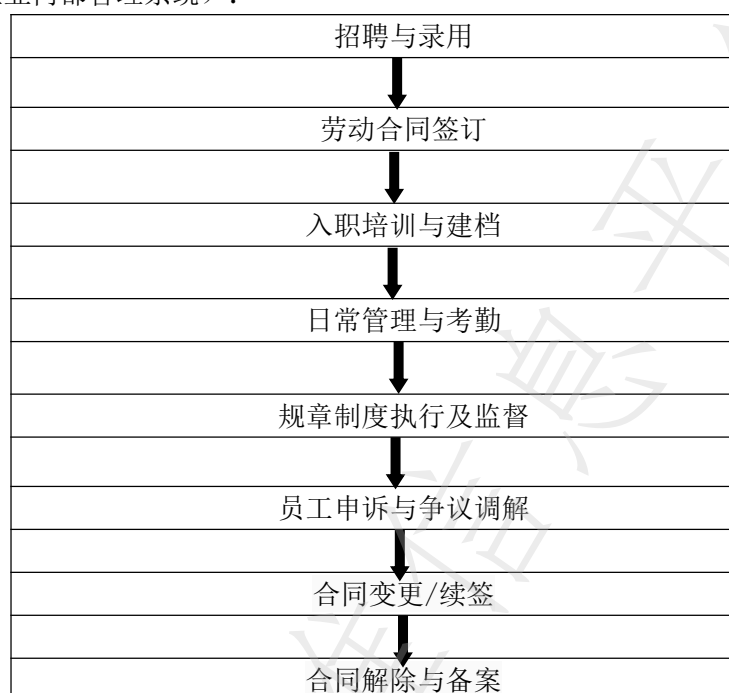 招聘与录用
劳动合同签订
入职培训与建档
日常管理与考勤
规章制度执行及监督
员工申诉与争议调解
合同变更/续签
合同解除与备案